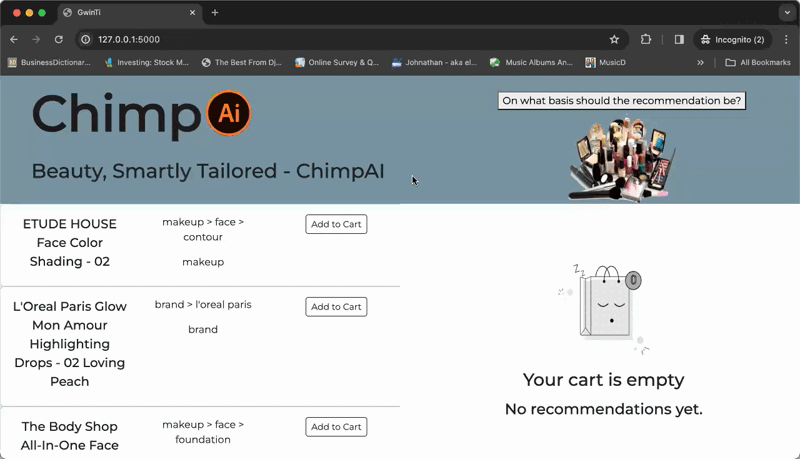 GwinTi
127.0.0.1:5000
Incognito (2)
BusinessDictionar...
Investing: Stock M...
The Best From Dj...
Online Survey & Q...
Johnathan - aka el...
Music Albums An...
MusicD
All Bookmarks
Chimp Ai
Beauty, Smartly Tailored - ChimpAI
On what basis should the recommendation be?
ETUDE HOUSE
Face Color
Shading - 02
makeup > face >
contour
makeup
Add to Cart
L'Oreal Paris Glow
Mon Amour
Highlighting
Drops - 02 Loving
Peach
brand > l'oreal paris
brand
Add to Cart
The Body Shop
All-In-One Face
makeup > face >
foundation
Add to Cart
0
Your cart is empty
No recommendations yet.